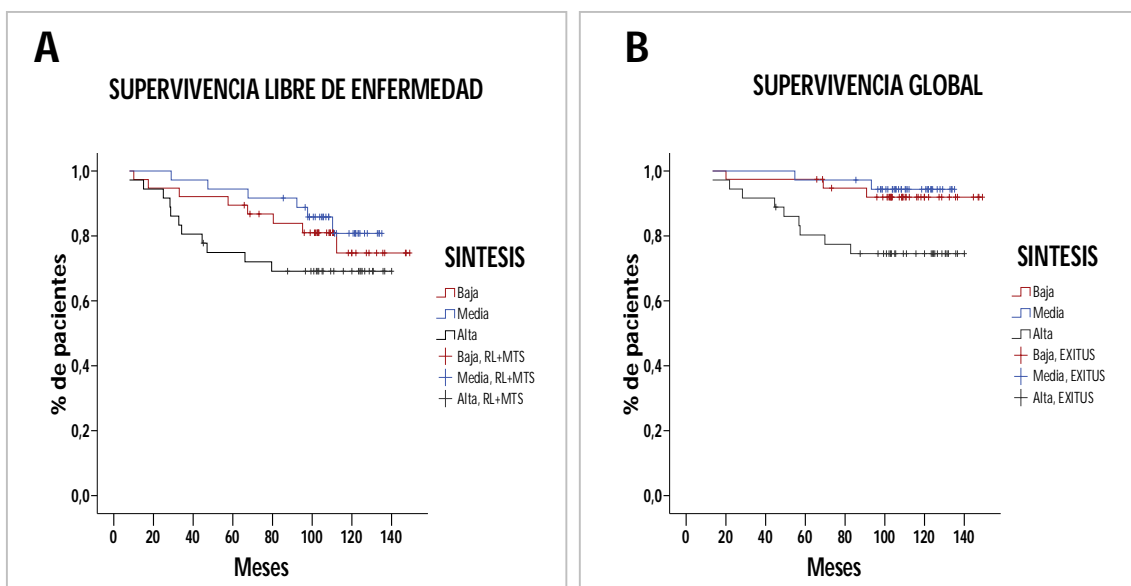 A
SUPERVIVENCIA LIBRE DE ENFERMEDAD
% de pacientes
1,0
0,8
0,6
0,4
0,2
0,0
0 20 40 60 80 100 120 140
Meses
SINTESIS
Baja
Media
Alta
Baja, RL+MTS
Media, RL+MTS
Alta, RL+MTS
B
SUPERVIVENCIA GLOBAL
% de pacientes
1,0
0,8
0,6
0,4
0,2
0,0
0 20 40 60 80 100 120 140
Meses
SINTESIS
Baja
Media
Alta
Baja, EXITUS
Media, EXITUS
Alta, EXITUS